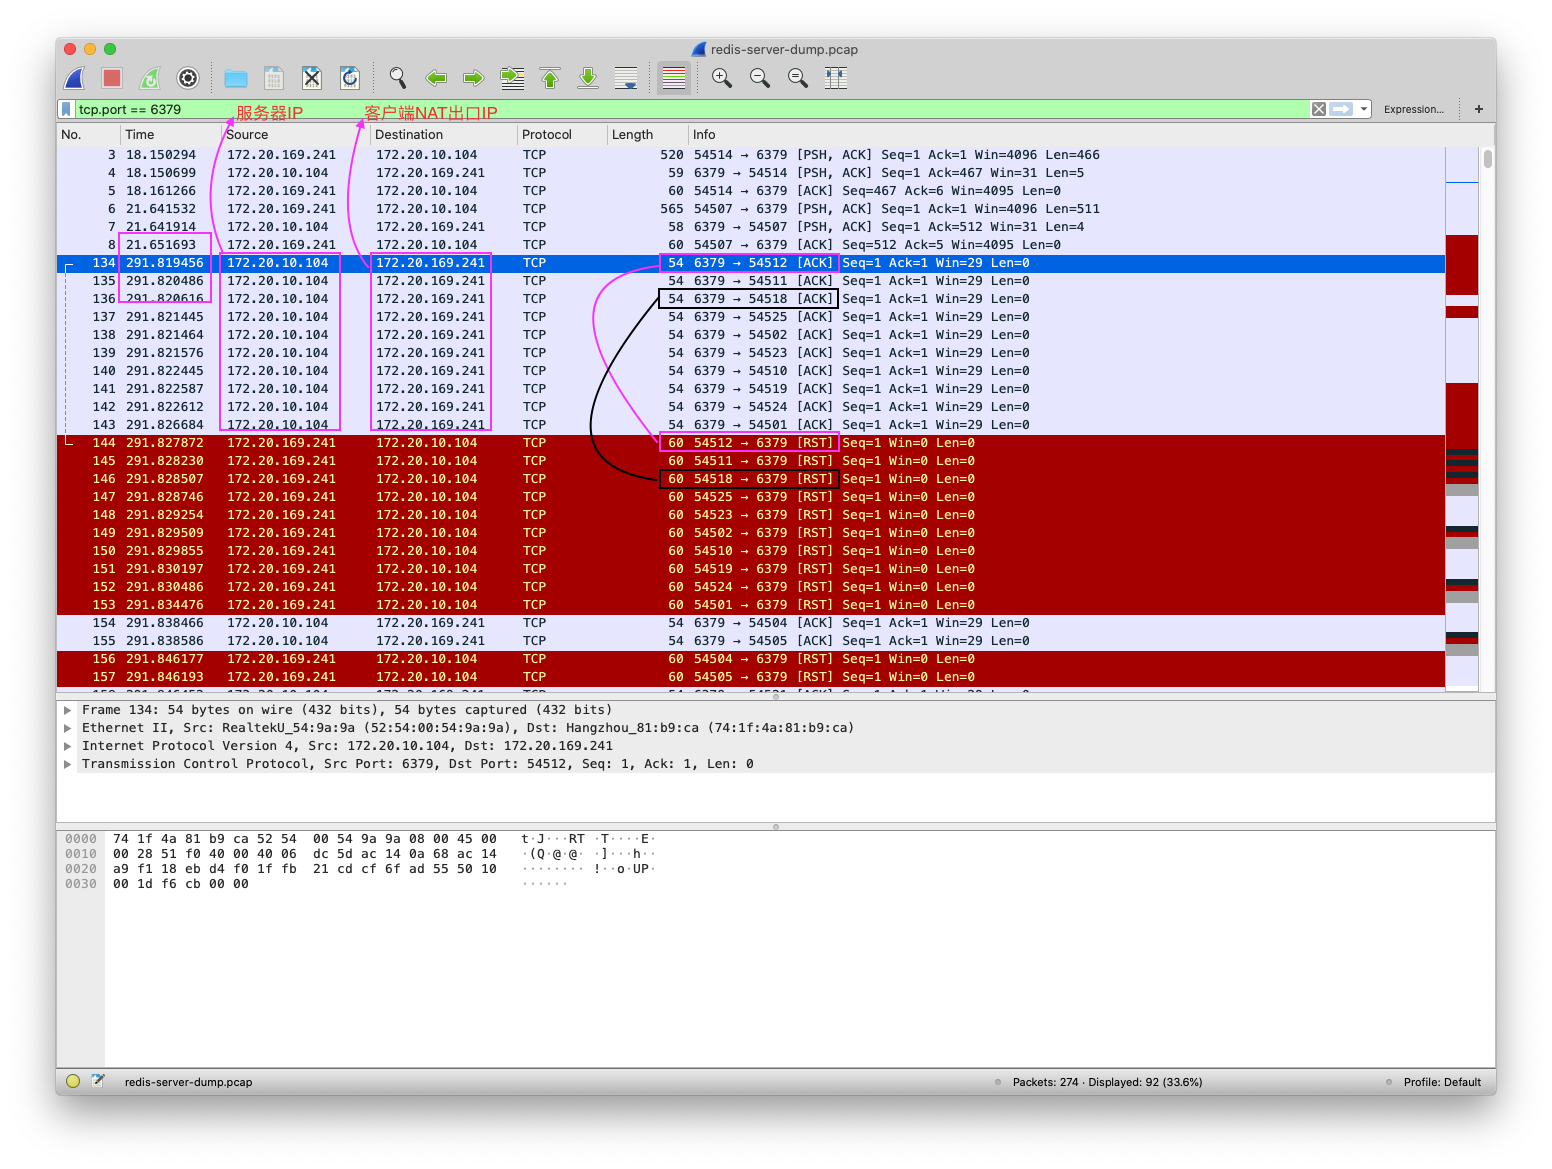 redis-server-dump.pcap
tcp.port == 6379
Expression...
+
服务器IP
客户端NAT出口IP
No. Time Source Destination Protocol Length Info
3 18.150294 172.20.169.241 172.20.10.104 TCP 520 54514 → 6379 [PSH, ACK] Seq=1 Ack=1 Win=4096 Len=466
4 18.150699 172.20.10.104 172.20.169.241 TCP 59 6379 → 54514 [PSH, ACK] Seq=1 Ack=467 Win=31 Len=5
5 18.161266 172.20.169.241 172.20.10.104 TCP 60 54514 → 6379 [ACK] Seq=467 Ack=6 Win=4095 Len=0
6 21.641532 172.20.169.241 172.20.10.104 TCP 565 54507 → 6379 [PSH, ACK] Seq=1 Ack=1 Win=4096 Len=511
7 21.641914 172.20.10.104 172.20.169.241 TCP 58 6379 → 54507 [PSH, ACK] Seq=1 Ack=512 Win=31 Len=4
8 21.651693 172.20.169.241 172.20.10.104 TCP 60 54507 → 6379 [ACK] Seq=512 Ack=5 Win=4095 Len=0
134 291.819456 172.20.10.104 172.20.169.241 TCP 54 6379 → 54512 [ACK] Seq=1 Ack=1 Win=29 Len=0
135 291.820486 172.20.10.104 172.20.169.241 TCP 54 6379 → 54511 [ACK] Seq=1 Ack=1 Win=29 Len=0
136 291.820616 172.20.10.104 172.20.169.241 TCP 54 6379 → 54518 [ACK] Seq=1 Ack=1 Win=29 Len=0
137 291.821445 172.20.10.104 172.20.169.241 TCP 54 6379 → 54525 [ACK] Seq=1 Ack=1 Win=29 Len=0
138 291.821464 172.20.10.104 172.20.169.241 TCP 54 6379 → 54502 [ACK] Seq=1 Ack=1 Win=29 Len=0
139 291.821576 172.20.10.104 172.20.169.241 TCP 54 6379 → 54523 [ACK] Seq=1 Ack=1 Win=29 Len=0
140 291.822445 172.20.10.104 172.20.169.241 TCP 54 6379 → 54510 [ACK] Seq=1 Ack=1 Win=29 Len=0
141 291.822587 172.20.10.104 172.20.169.241 TCP 54 6379 → 54519 [ACK] Seq=1 Ack=1 Win=29 Len=0
142 291.822612 172.20.10.104 172.20.169.241 TCP 54 6379 → 54524 [ACK] Seq=1 Ack=1 Win=29 Len=0
143 291.826684 172.20.10.104 172.20.169.241 TCP 54 6379 → 54501 [ACK] Seq=1 Ack=1 Win=29 Len=0
144 291.827872 172.20.169.241 172.20.10.104 TCP 60 54512 → 6379 [RST] Seq=1 Win=0 Len=0
145 291.828230 172.20.169.241 172.20.10.104 TCP 60 54511 → 6379 [RST] Seq=1 Win=0 Len=0
146 291.828507 172.20.169.241 172.20.10.104 TCP 60 54518 → 6379 [RST] Seq=1 Win=0 Len=0
147 291.828746 172.20.169.241 172.20.10.104 TCP 60 54525 → 6379 [RST] Seq=1 Win=0 Len=0
148 291.829254 172.20.169.241 172.20.10.104 TCP 60 54523 → 6379 [RST] Seq=1 Win=0 Len=0
149 291.829509 172.20.169.241 172.20.10.104 TCP 60 54502 → 6379 [RST] Seq=1 Win=0 Len=0
150 291.829855 172.20.169.241 172.20.10.104 TCP 60 54510 → 6379 [RST] Seq=1 Win=0 Len=0
151 291.830197 172.20.169.241 172.20.10.104 TCP 60 54519 → 6379 [RST] Seq=1 Win=0 Len=0
152 291.830486 172.20.169.241 172.20.10.104 TCP 60 54524 → 6379 [RST] Seq=1 Win=0 Len=0
153 291.834476 172.20.169.241 172.20.10.104 TCP 60 54501 → 6379 [RST] Seq=1 Win=0 Len=0
154 291.838466 172.20.10.104 172.20.169.241 TCP 54 6379 → 54504 [ACK] Seq=1 Ack=1 Win=29 Len=0
155 291.838586 172.20.10.104 172.20.169.241 TCP 54 6379 → 54505 [ACK] Seq=1 Ack=1 Win=29 Len=0
156 291.846177 172.20.169.241 172.20.10.104 TCP 60 54504 → 6379 [RST] Seq=1 Win=0 Len=0
157 291.846193 172.20.169.241 172.20.10.104 TCP 60 54505 → 6379 [RST] Seq=1 Win=0 Len=0
Frame 134: 54 bytes on wire (432 bits), 54 bytes captured (432 bits)
Ethernet II, Src: RealtekU_54:9a:9a (52:54:00:54:9a:9a), Dst: Hangzhou_81:b9:ca (74:1f:4a:81:b9:ca)
Internet Protocol Version 4, Src: 172.20.10.104, Dst: 172.20.169.241
Transmission Control Protocol, Src Port: 6379, Dst Port: 54512, Seq: 1, Ack: 1, Len: 0
0000 74 1f 4a 81 b9 ca 52 54 00 54 9a 9a 08 00 45 00 t·J···RT ·T····E·
0010 00 28 51 f0 40 00 40 06 dc 5d ac 14 0a 68 ac 14 ·(Q·@·@· ·]···h··
0020 a9 f1 18 eb d4 f0 1f fb 21 cd cf 6f ad 55 50 10 ········ !··o·UP·
0030 00 1d f6 cb 00 00 ······
redis-server-dump.pcap
Packets: 274 · Displayed: 92 (33.6%)
Profile: Default